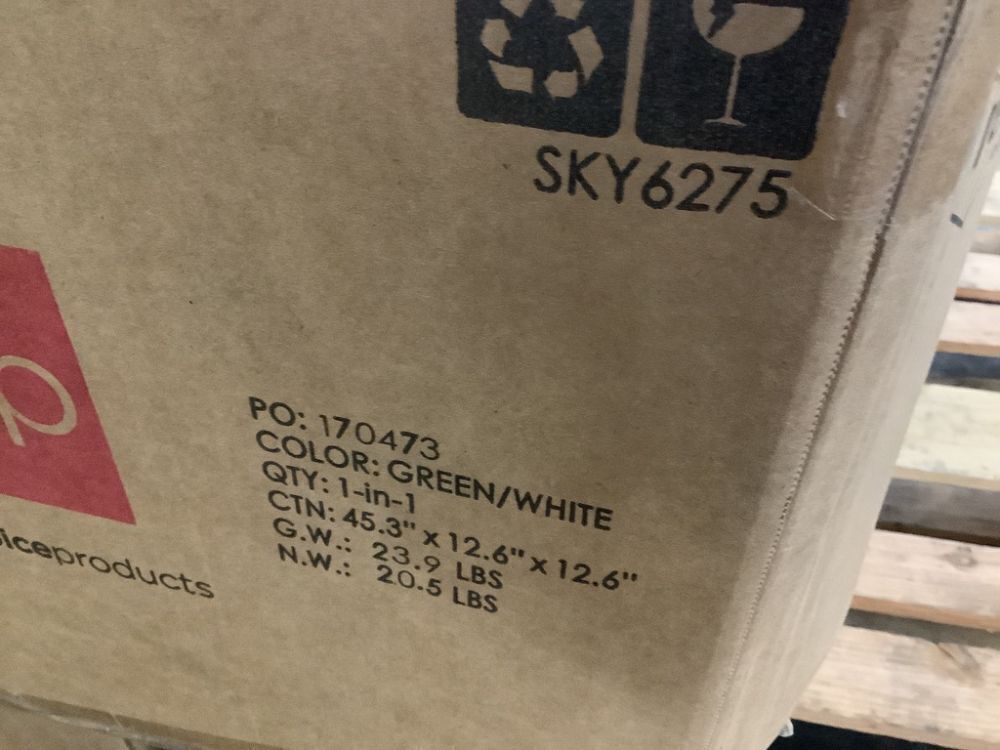 SKY6275
p
PO: 170473
COLOR: GREEN/WHITE
QTY: 1-in-1
CTN: 45.3" x 12.6" x 12.6"
G.W.: 23.9 LBS
N.W.: 20.5 LBS
iceproducts